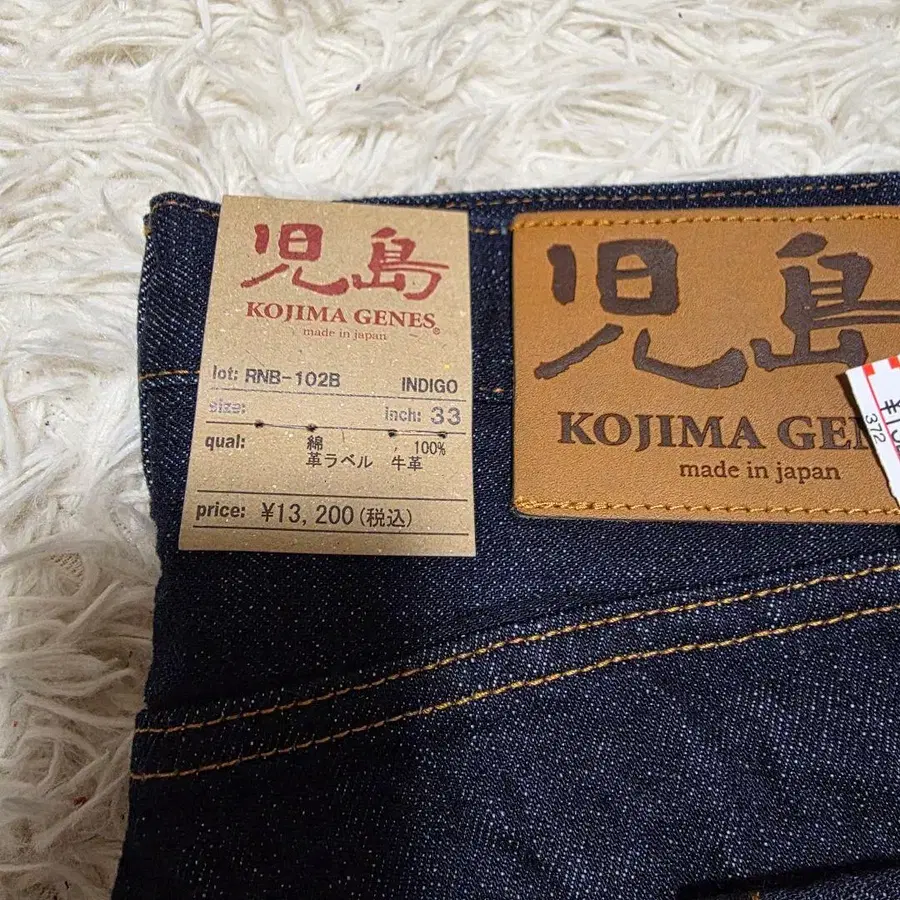 児島
KOJIMA GENES®
made in japan
lot: RNB-102B INDIGO
size: inch: 33
qual: 綿 100%
革ラベル 牛革
price: ¥13,200(税込)
児島
KOJIMA GEN
made in japan
372